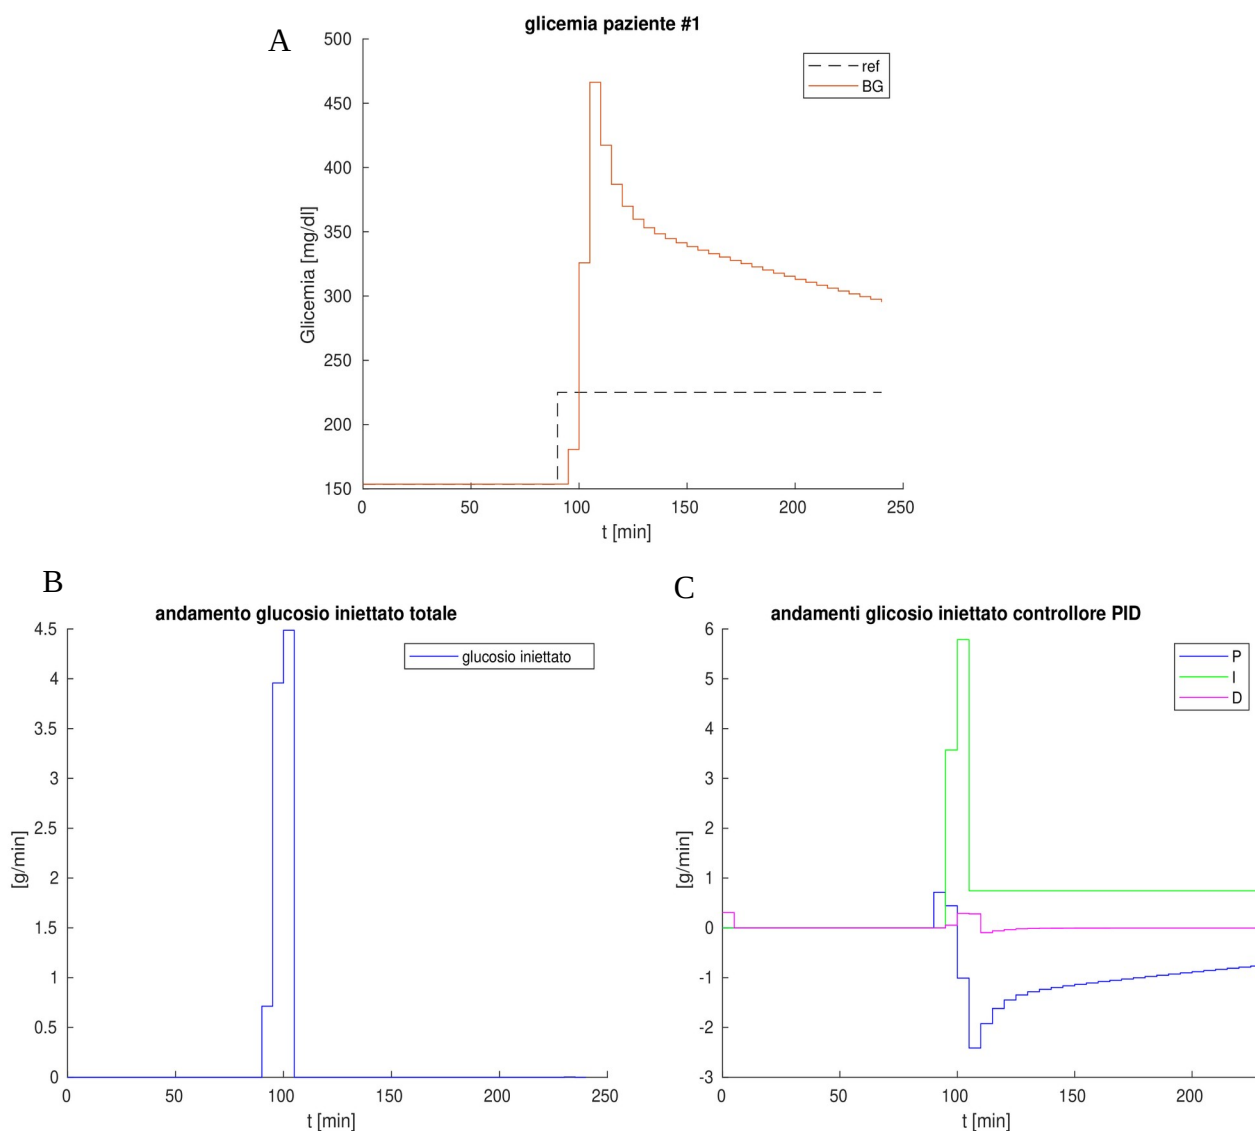 A
glicemia paziente #1
500
450
400
350
300
250
200
150
0
50
100
150
200
250
Glicemia [mg/dl]
t [min]
ref
BG
B
andamento glucosio iniettato totale
4.5
4
3.5
3
2.5
2
1.5
1
0.5
0
0
50
100
150
200
250
[g/min]
t [min]
glucosio iniettato
C
andamenti glicosio iniettato controllore PID
6
5
4
3
2
1
0
-1
-2
-3
0
50
100
150
200
[g/min]
t [min]
P
I
D